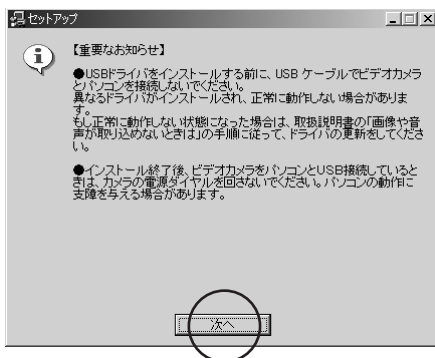 セットアップ
【重要なお知らせ】
●USBドライバをインストールする前に、USB ケーブルでビデオカメラ
とパソコンを接続しないでください。
異なるドライバがインストールされ、正常に動作しない場合がありま
す。
もし正常に動作しない状態になった場合は、取扱説明書の「画像や音
声が取り込めないときは」の手順に従って、ドライバの更新をしてくださ
い。
●インストール終了後、ビデオカメラをパソコンとUSB接続していると
きは、カメラの電源ダイヤルを回さないでください。パソコンの動作に
支障を与える場合があります。
次へ